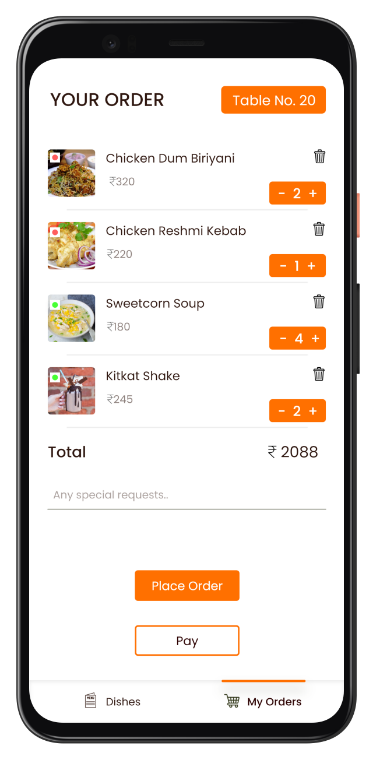 YOUR ORDER
Table No. 20
Chicken Dum Biriyani
₹320
- 2 +
Chicken Reshmi Kebab
₹220
- 1 +
Sweetcorn Soup
₹180
- 4 +
Kitkat Shake
₹245
- 2 +
Total ₹ 2088
Any special requests..
Place Order
Pay
Dishes
My Orders